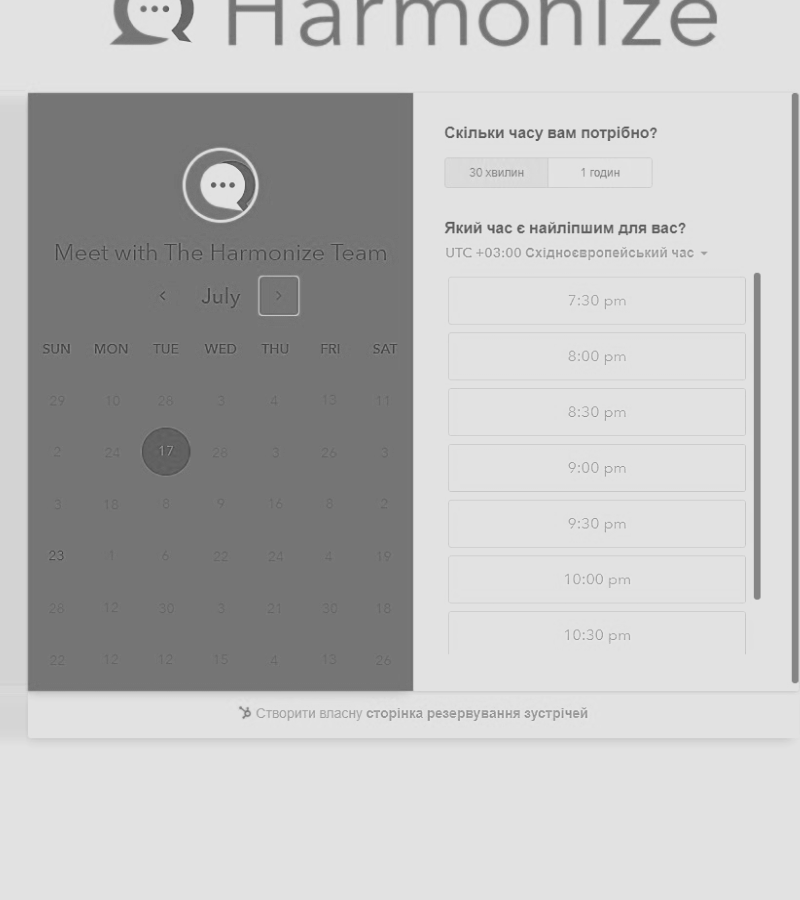 Harmonize
Meet with The Harmonize Team
July
SUN MON TUE WED THU FRI SAT
29 10 28 3 4 13 11
2 24 17 26 3 26 3
3 18 8 9 16 8 2
23 1 6 22 24 4 19
26 12 30 3 21 30 18
22 12 12 15 4 13 26
Скільки часу вам потрібно?
30 хвилин 1 годин
Який час є найліпшим для вас?
UTC +03:00 Східноєвропейський час
7:30 pm
8:00 pm
8:30 pm
9:00 pm
9:30 pm
10:00 pm
10:30 pm
Створити власну сторінка резервування зустрічей